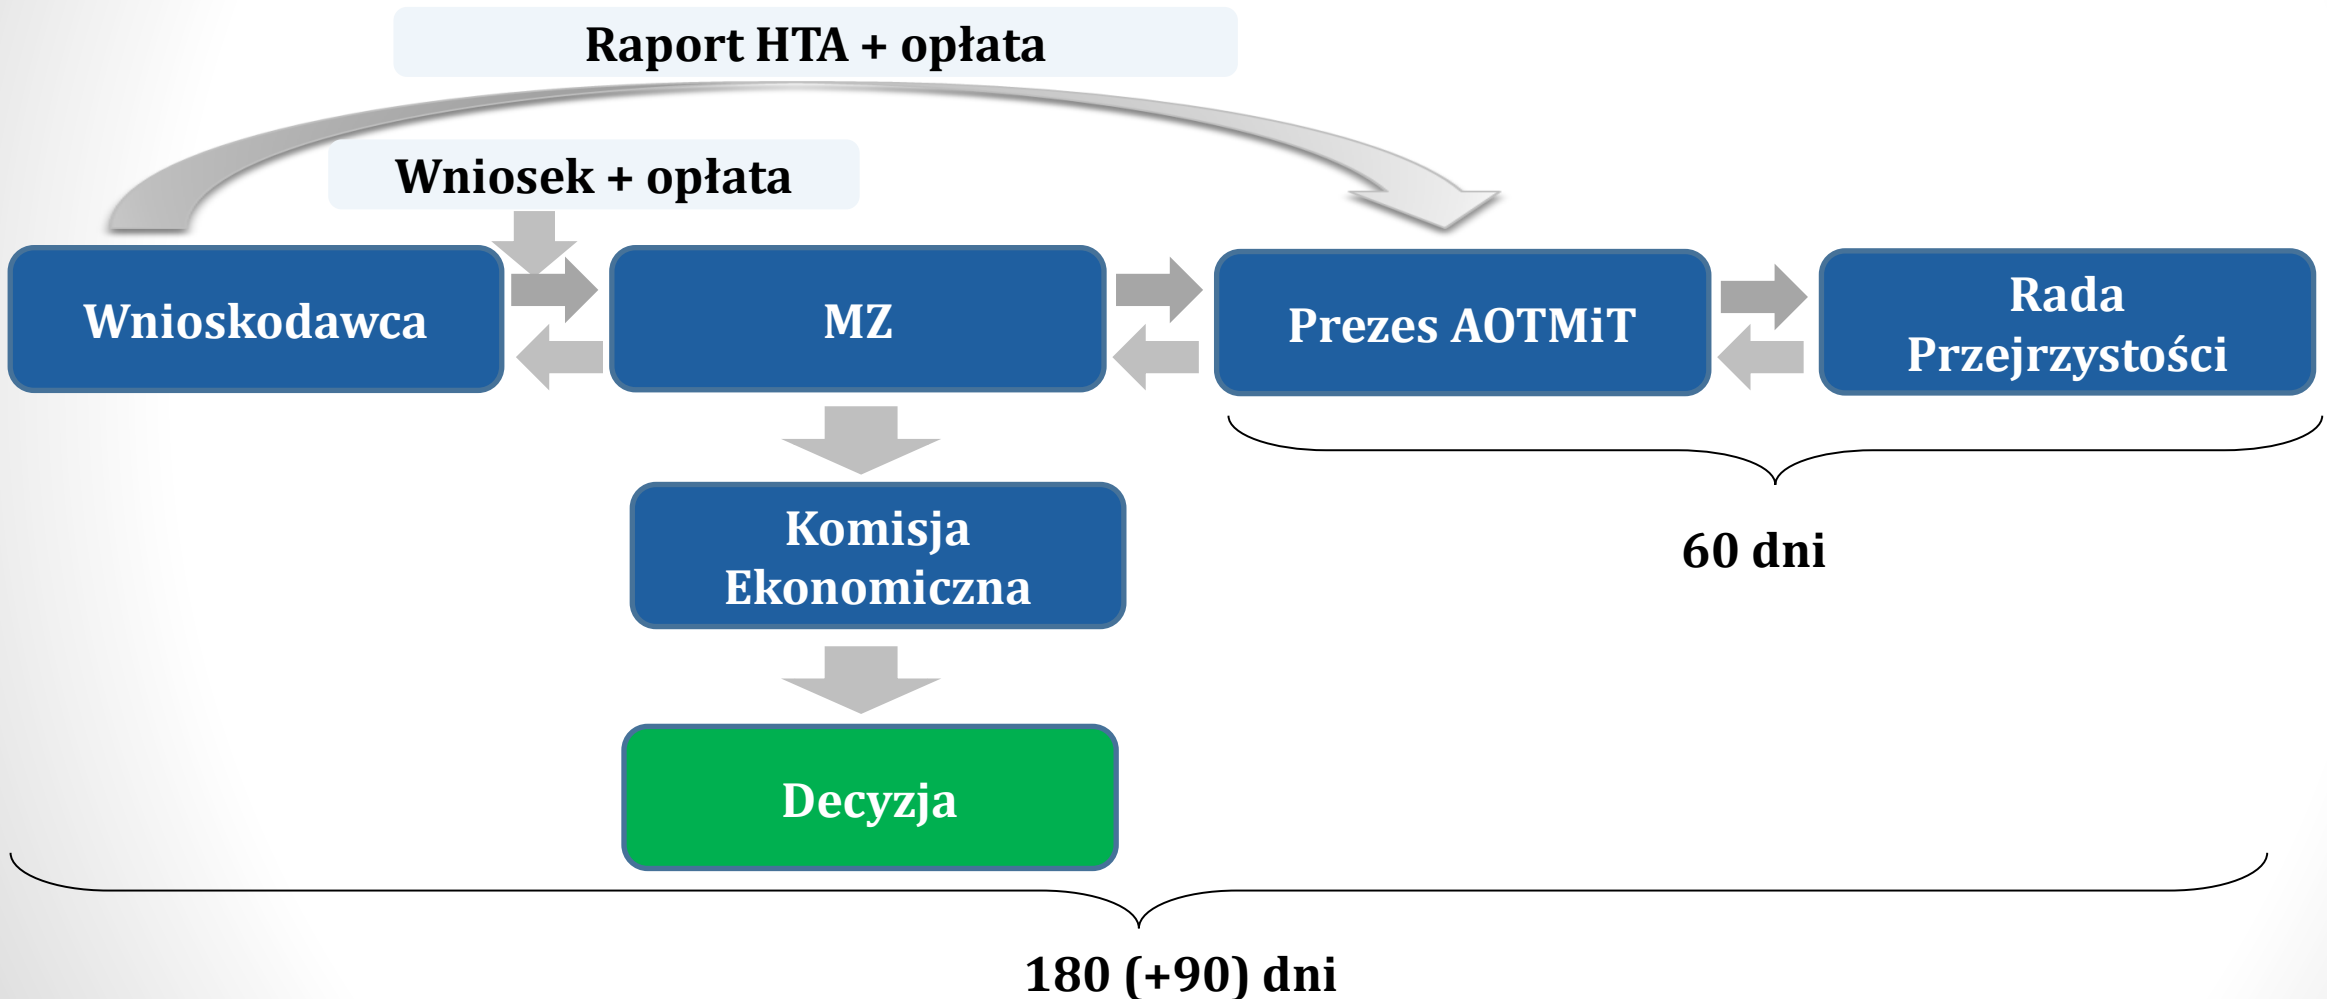 Raport HTA + opłata
Wniosek + opłata
Wnioskodawca
MZ
Prezes AOTMiT
Rada
Przejrzystości
Komisja
Ekonomiczna
60 dni
Decyzja
180 (+90) dni